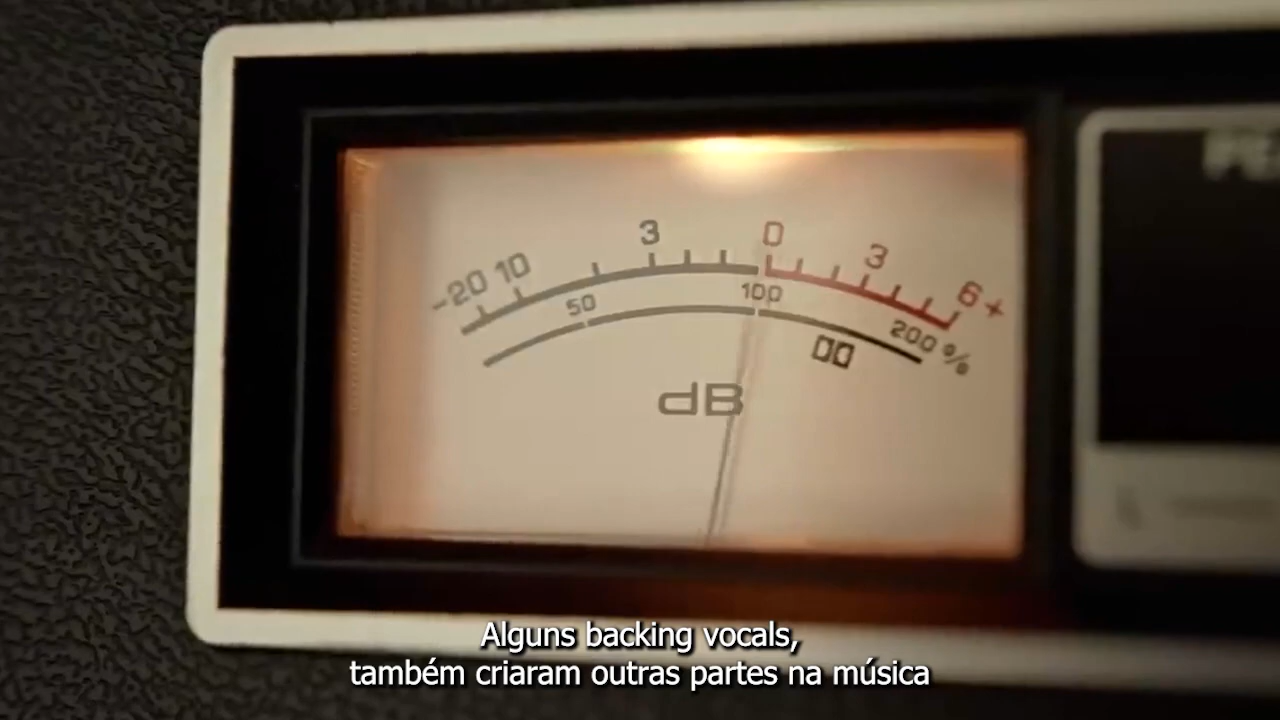 -20 10 3 0 3 6+
50 100 200 %
dB
Alguns backing vocals,
também criaram outras partes na música